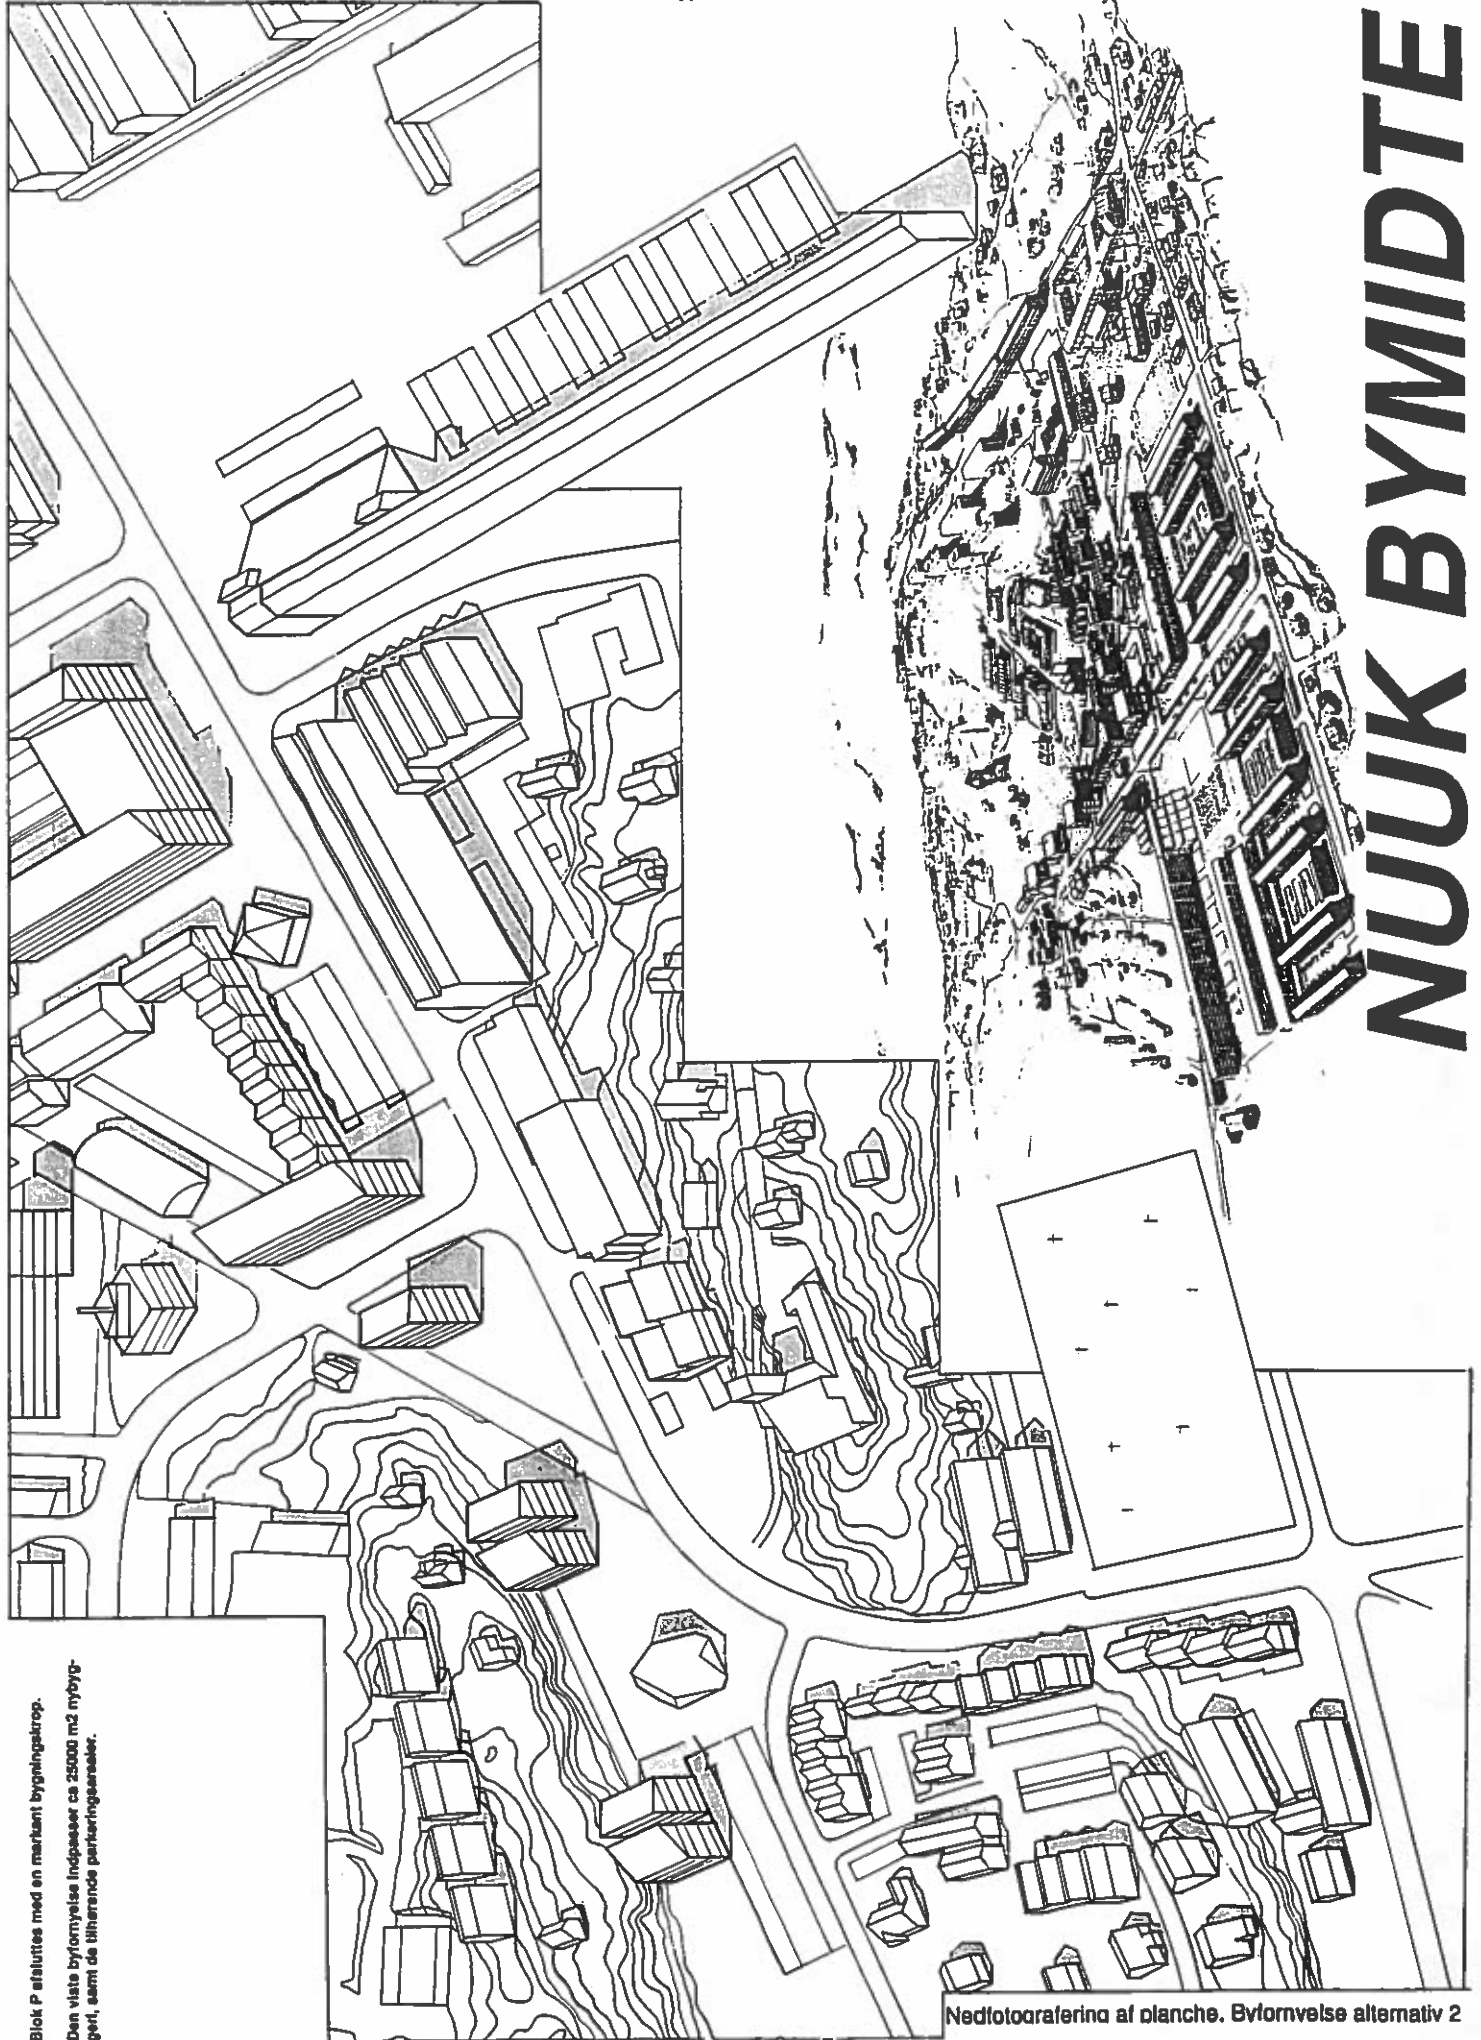 NUUK BYMIDTE
Blok P afsluttes med en markant bygningskrop.
Den viste byfornyelse indpasser ca 25000 m2 nybyg-
geri, samt de tilhørende parkeringsarealer.
Nedfotografering af planche. Byfornyelse alternativ 2